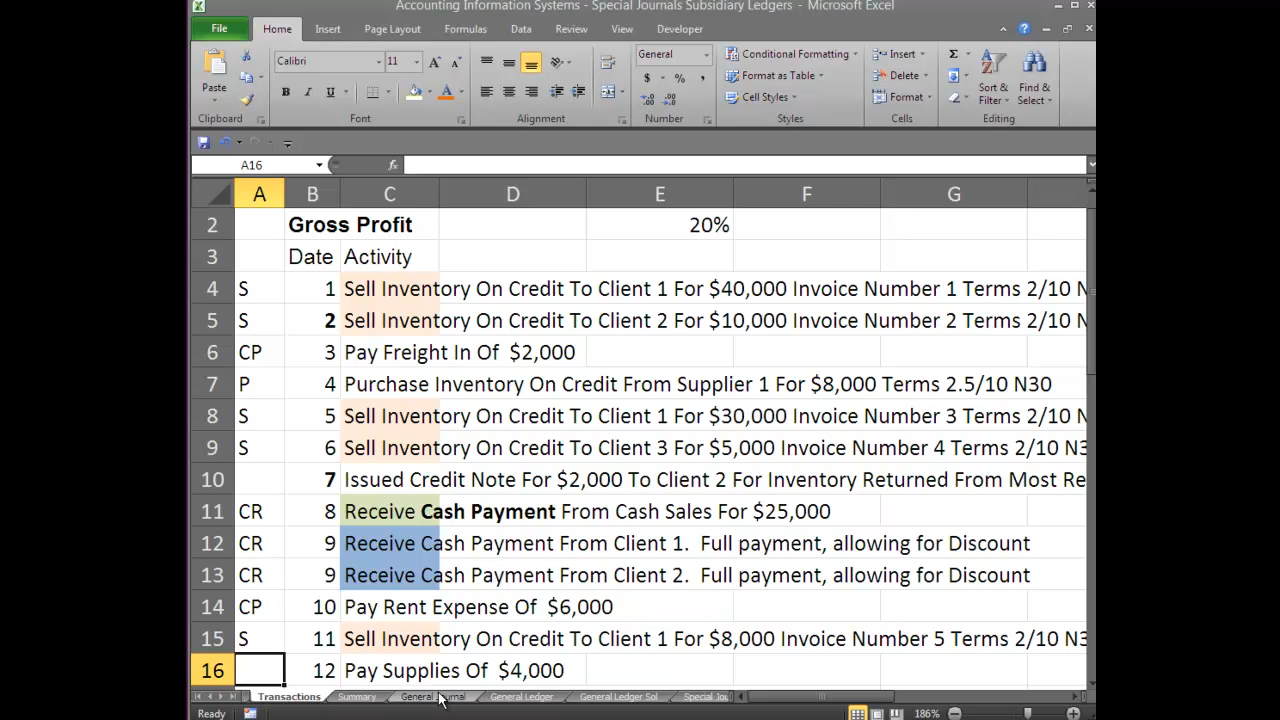 Accounting Information Systems - Special Journals Subsidiary Ledgers - Microsoft Excel
File Home Insert Page Layout Formulas Data Review View Developer
Paste Calibri 11 General Conditional Formatting Insert Σ
B I U A $ % , Format as Table Delete Sort & Filter Find & Select
Cell Styles Format
Clipboard Font Alignment Number Styles Cells Editing
A16 fx
A B C D E F G
2 Gross Profit 20%
3 Date Activity
4 S 1 Sell Inventory On Credit To Client 1 For $40,000 Invoice Number 1 Terms 2/10 N
5 S 2 Sell Inventory On Credit To Client 2 For $10,000 Invoice Number 2 Terms 2/10 N
6 CP 3 Pay Freight In Of $2,000
7 P 4 Purchase Inventory On Credit From Supplier 1 For $8,000 Terms 2.5/10 N30
8 S 5 Sell Inventory On Credit To Client 1 For $30,000 Invoice Number 3 Terms 2/10 N
9 S 6 Sell Inventory On Credit To Client 3 For $5,000 Invoice Number 4 Terms 2/10 N3
10 7 Issued Credit Note For $2,000 To Client 2 For Inventory Returned From Most Re
11 CR 8 Receive Cash Payment From Cash Sales For $25,000
12 CR 9 Receive Cash Payment From Client 1. Full payment, allowing for Discount
13 CR 9 Receive Cash Payment From Client 2. Full payment, allowing for Discount
14 CP 10 Pay Rent Expense Of $6,000
15 S 11 Sell Inventory On Credit To Client 1 For $8,000 Invoice Number 5 Terms 2/10 N3
16 12 Pay Supplies Of $4,000
Transactions Summary General Journal General Ledger General Ledger Sol Special Jou
Ready 186%